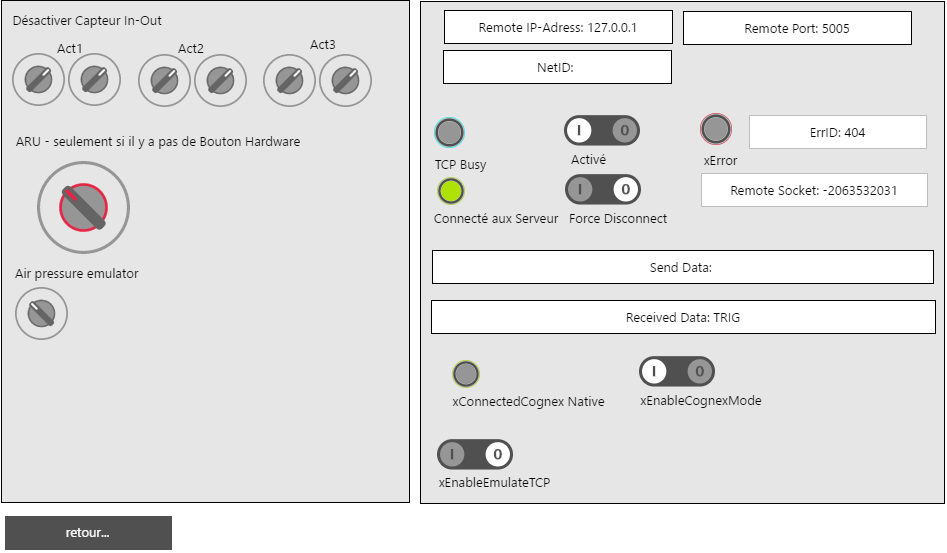 Désactiver Capteur In-Out
Act1
Act2
Act3
ARU - seulement si il y a pas de Bouton Hardware
Air pressure emulator
retour...
Remote IP-Adress: 127.0.0.1
Remote Port: 5005
NetID:
TCP Busy
I 0
Activé
xError
ErrID: 404
Connecté aux Serveur
I 0
Force Disconnect
Remote Socket: -2063532031
Send Data:
Received Data: TRIG
xConnectedCognex Native
I 0
xEnableCognexMode
I 0
xEnableEmulateTCP